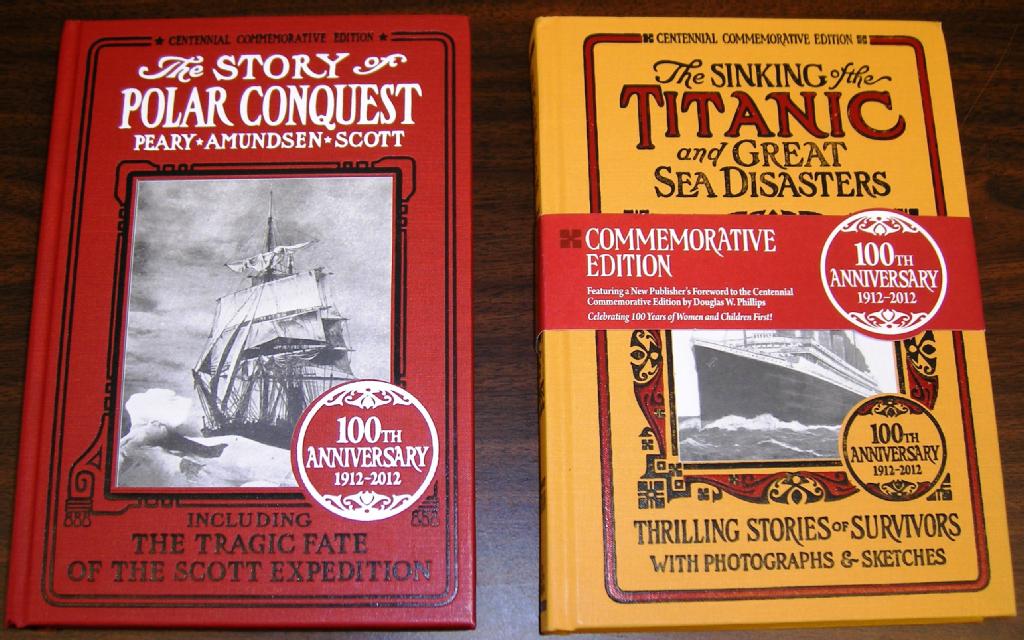 ★ CENTENNIAL COMMEMORATIVE EDITION ★
The STORY of
POLAR CONQUEST
PEARY★AMUNDSEN★SCOTT
100TH
ANNIVERSARY
1912-2012
INCLUDING
THE TRAGIC FATE
OF THE SCOTT EXPEDITION
CENTENNIAL COMMEMORATIVE EDITION
The SINKING of the
TITANIC
and GREAT
SEA DISASTERS
COMMEMORATIVE
EDITION
Featuring a New Publisher's Foreword to the Centennial
Commemorative Edition by Douglas W. Phillips
Celebrating 100 Years of Women and Children First!
100TH
ANNIVERSARY
1912-2012
100TH
ANNIVERSARY
1912-2012
THRILLING STORIES OF SURVIVORS
WITH PHOTOGRAPHS & SKETCHES